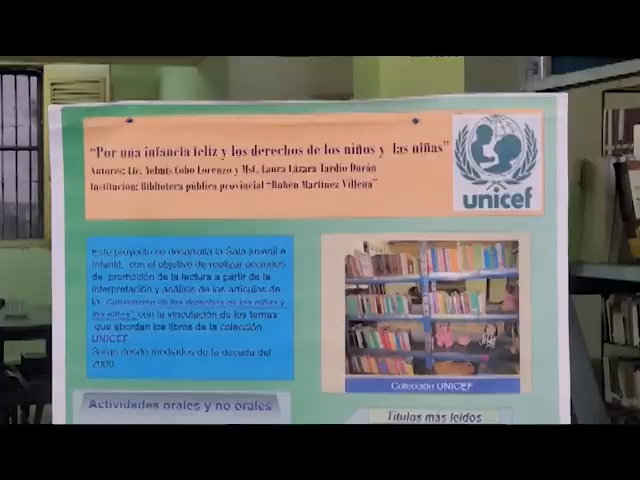 "Por una infancia feliz y los derechos de los niños y las niñas"
Autores: Lic. Yelmts Cobo Lorenzo y Msf. Laura Lázara Tardío Durán
Institución: Biblioteca pública provincial "Rubén Martínez Villena"
unicef
Este proyecto no desarrolla la Sala juvenil e
infantil, con el objetivo de realizar acciones
de promoción de la lectura a partir de la
interpretación y análisis de los artículos de
la "Convención de los derechos de los niñas y
los niños", con la vinculación de los temas
que abordan los libros de la colección
UNICEF.
Surge desde mediados de la década del
2000
Colección UNICEF
Actividades orales y no orales
Títulos más leídos